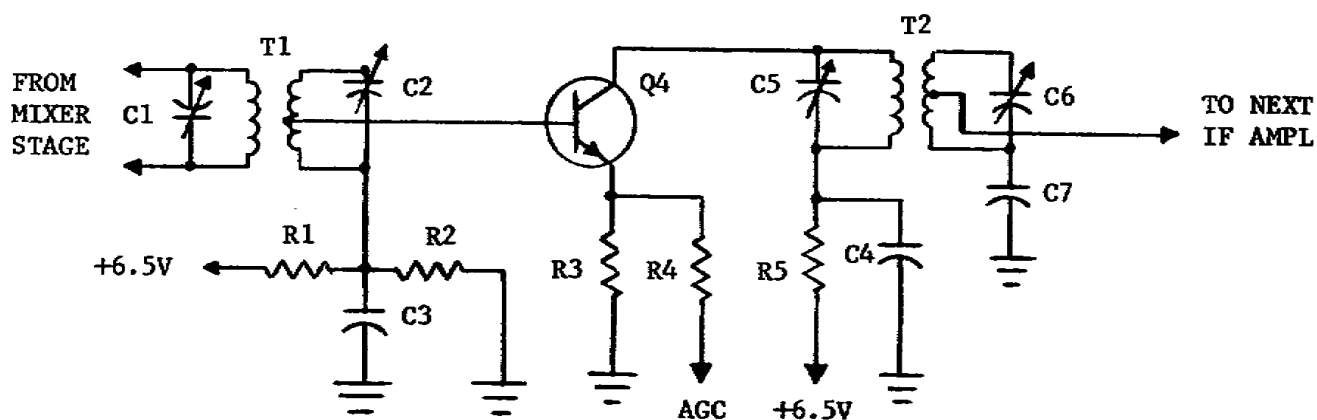 T1
T2
FROM
MIXER
STAGE
C1
C2
Q4
C5
C6
TO NEXT
IF AMPL
C7
R1
R2
+6.5V
R3
R4
R5
C4
C3
AGC
+6.5V